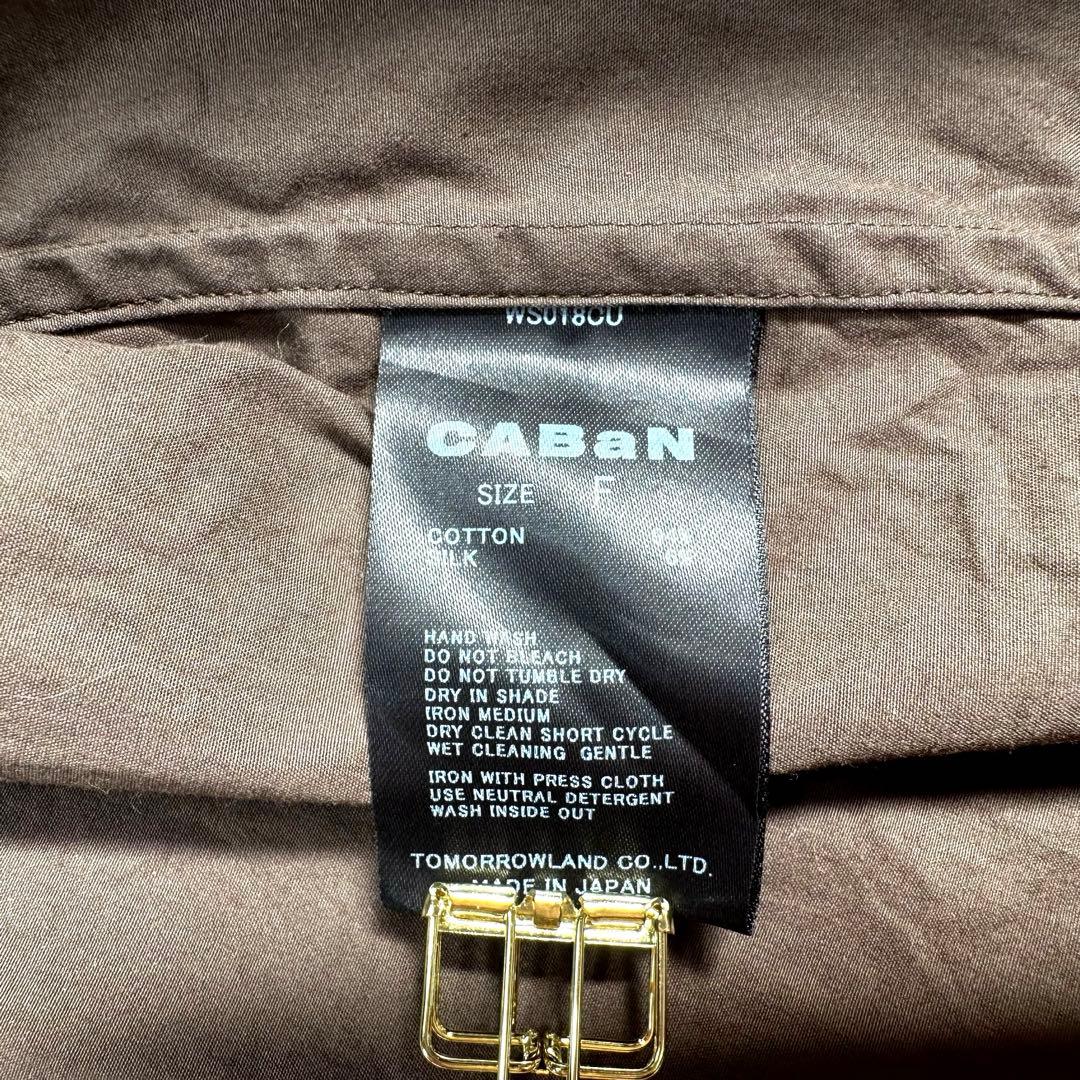 WS018CU
CABaN
SIZE F
COTTON
SILK
HAND WASH
DO NOT BLEACH
DO NOT TUMBLE DRY
DRY IN SHADE
IRON MEDIUM
DRY CLEAN SHORT CYCLE
WET CLEANING GENTLE
IRON WITH PRESS CLOTH
USE NEUTRAL DETERGENT
WASH INSIDE OUT
TOMORROWLAND CO.,LTD.
MADE IN JAPAN